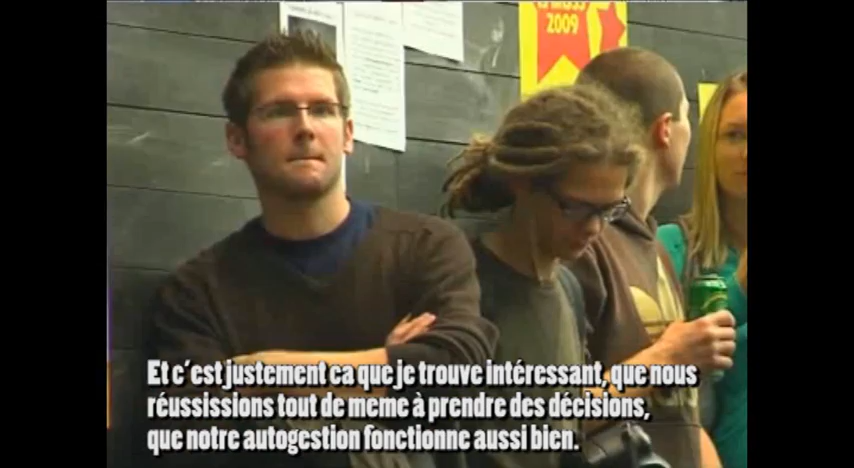 2009
Et c'est justement ca que je trouve intéressant, que nous
réussissions tout de meme à prendre des décisions,
que notre autogestion fonctionne aussi bien.